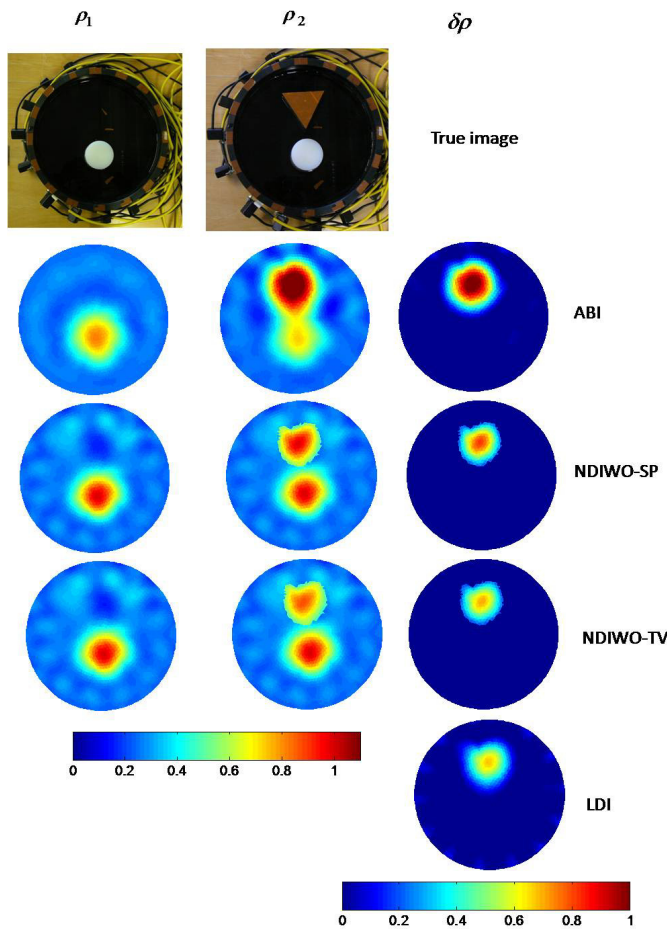 ρ₁ ρ₂ δρ
True image
ABI
NDIWO-SP
NDIWO-TV
0 0.2 0.4 0.6 0.8 1
LDI
0 0.2 0.4 0.6 0.8 1